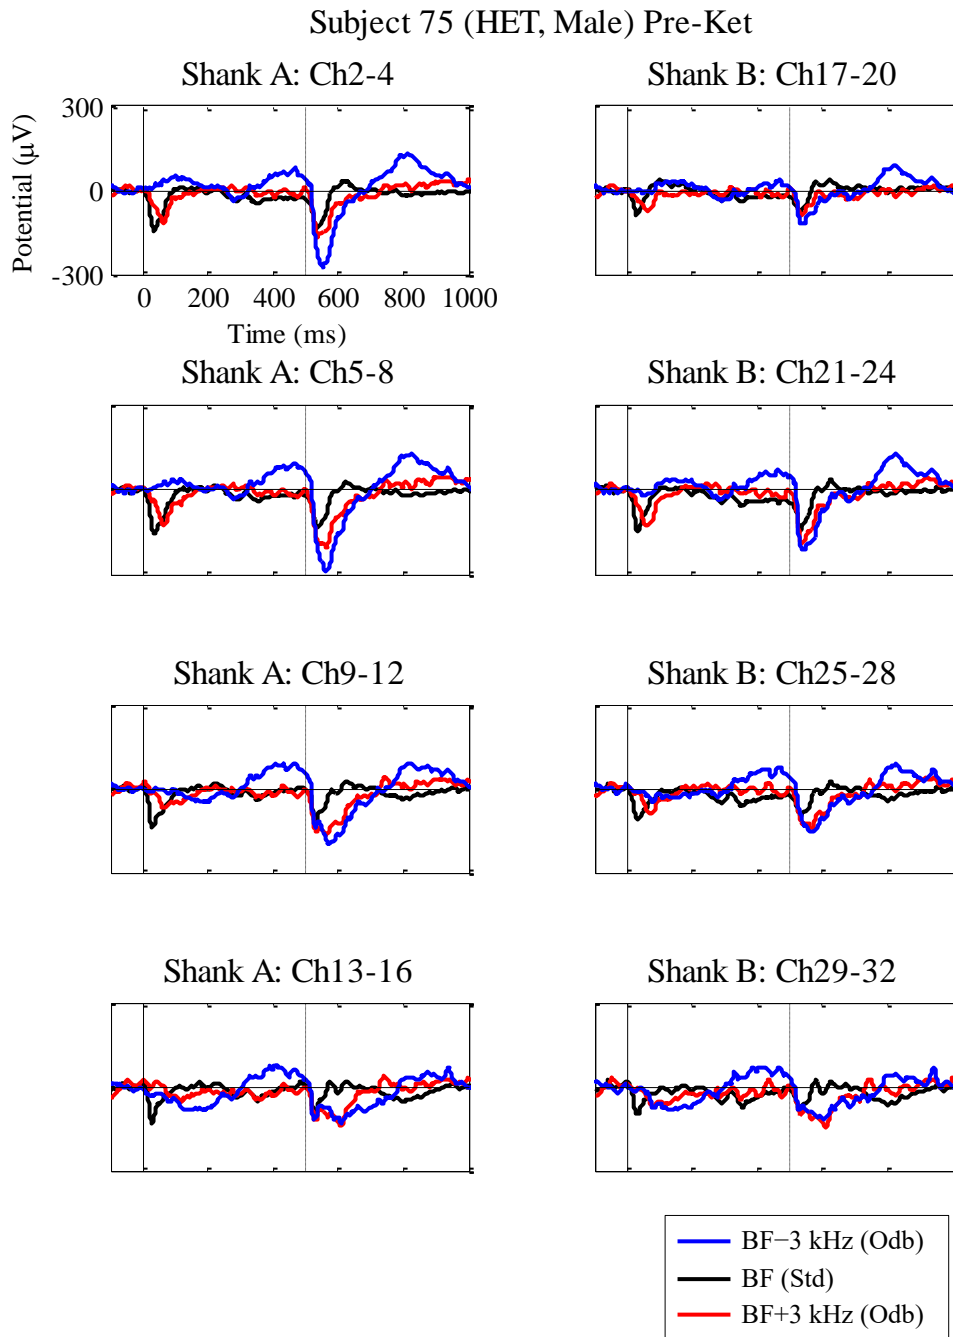 Subject 75 (HET, Male) Pre-Ket
Shank A: Ch2-4
Shank B: Ch17-20
Potential (µV)
300
0
-300
0 200 400 600 800 1000
Time (ms)
Shank A: Ch5-8
Shank B: Ch21-24
Shank A: Ch9-12
Shank B: Ch25-28
Shank A: Ch13-16
Shank B: Ch29-32
BF−3 kHz (Odb)
BF (Std)
BF+3 kHz (Odb)